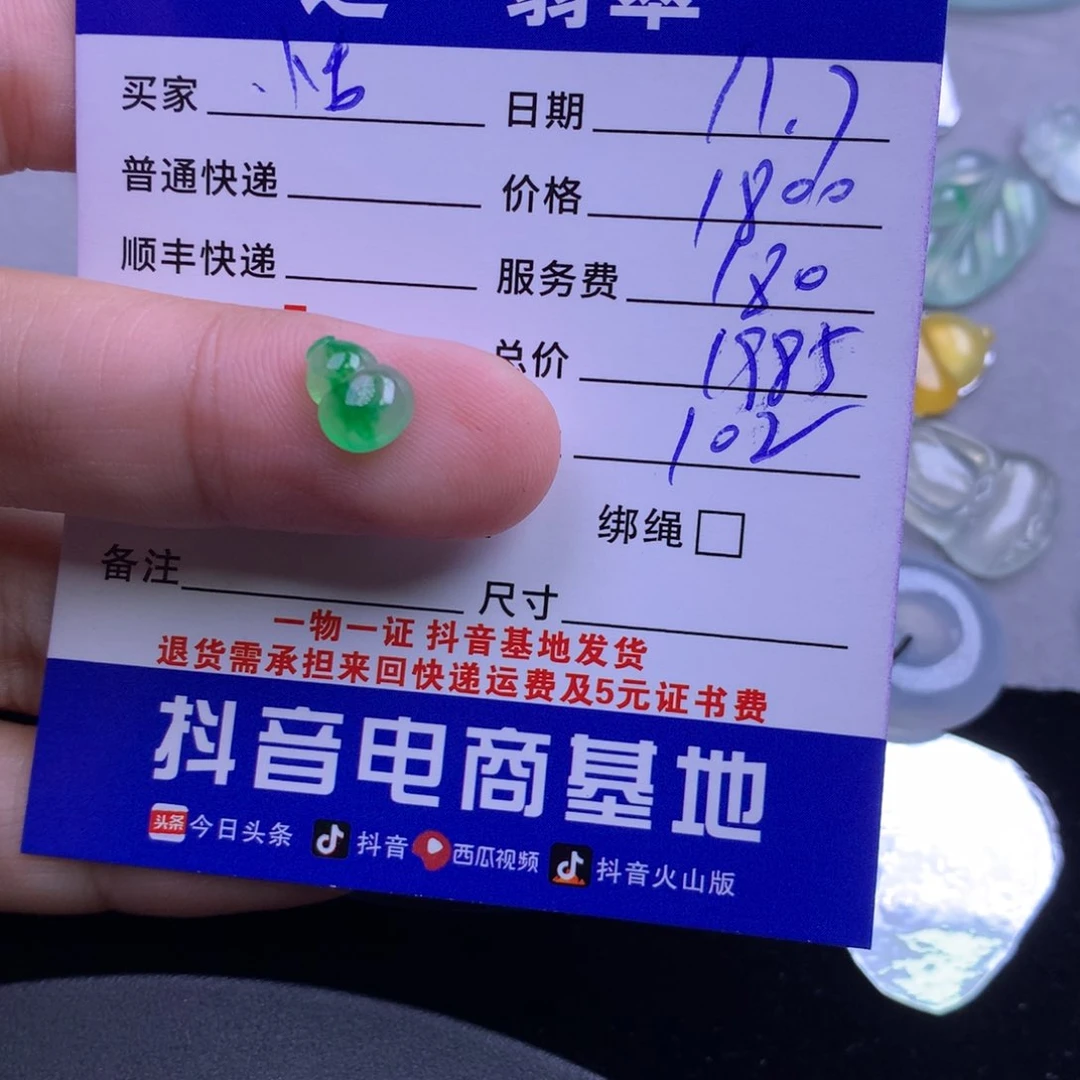 翡翠
买家 日期 11.7
普通快递 价格 1800
顺丰快递 服务费 180
总价 1985
102
绑绳
备注 尺寸
一物一证 抖音基地发货
退货需承担来回快递运费及5元证书费
抖音电商基地
头条 今日头条 抖音 西瓜视频 抖音火山版